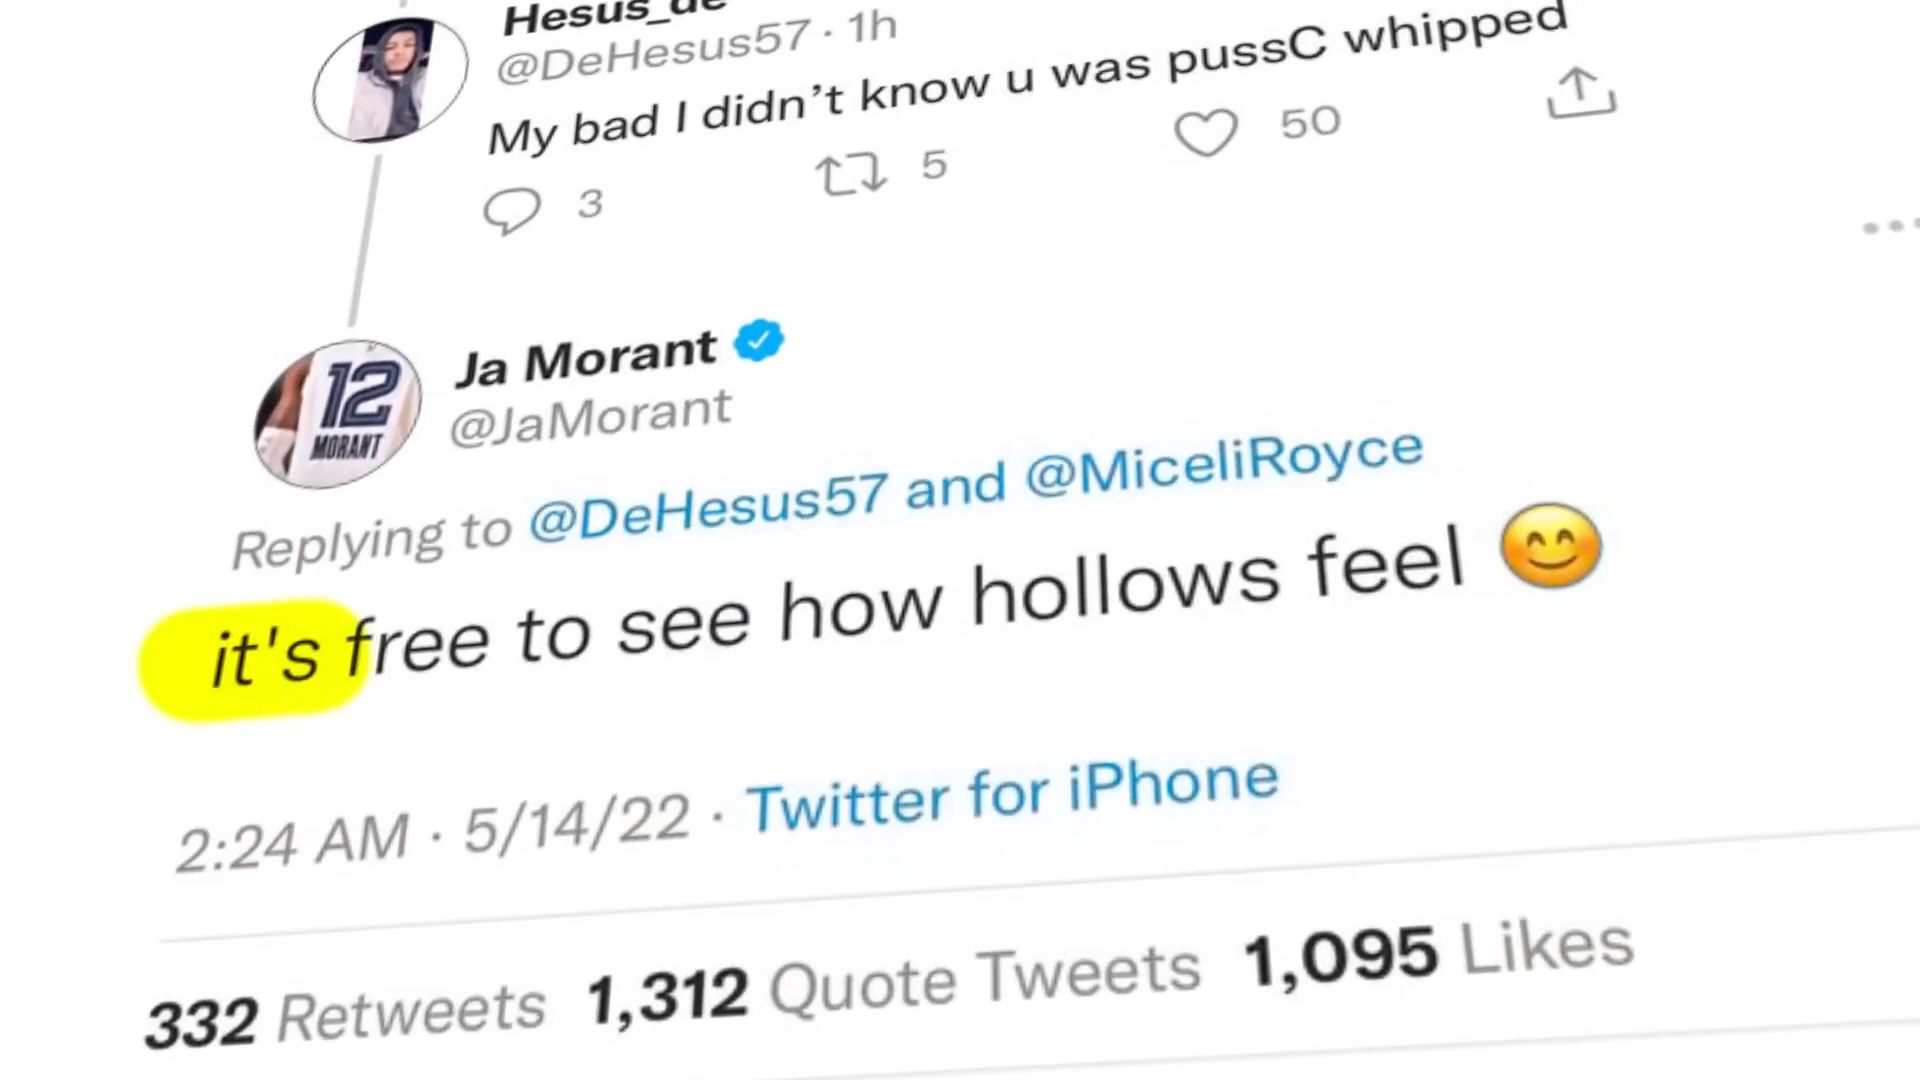 Hesus_de
@DeHesus57 · 1h
My bad I didn't know u was pussC whipped
3 5 50
12
MORANT
Ja Morant
@JaMorant
Replying to @DeHesus57 and @MiceliRoyce
it's free to see how hollows feel 😊
2:24 AM · 5/14/22 · Twitter for iPhone
332 Retweets 1,312 Quote Tweets 1,095 Likes